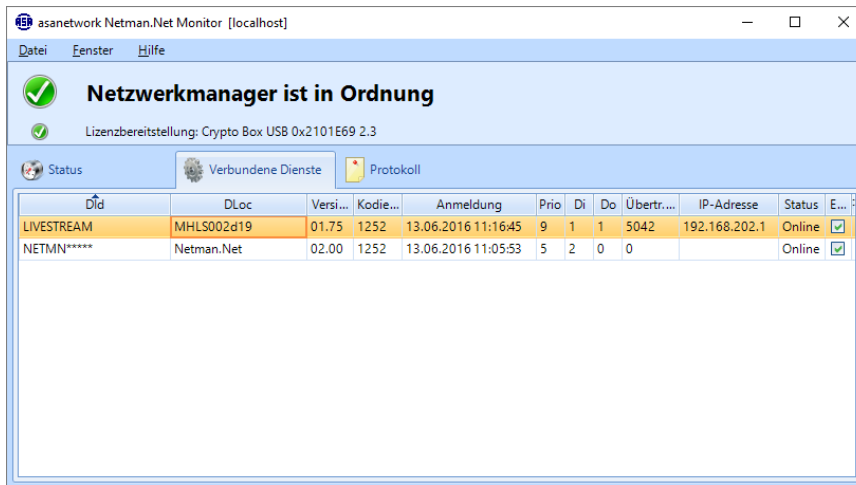 asanetwork Netman.Net Monitor [localhost]
Datei Fenster Hilfe
Netzwerkmanager ist in Ordnung
Lizenzbereitstellung: Crypto Box USB 0x2101E69 2.3
Status Verbundene Dienste Protokoll
DId DLoc Versi... Kodie... Anmeldung Prio Di Do Übertr.... IP-Adresse Status E...
LIVESTREAM MHLS002d19 01.75 1252 13.06.2016 11:16:45 9 1 1 5042 192.168.202.1 Online
NETMN***** Netman.Net 02.00 1252 13.06.2016 11:05:53 5 2 0 0 Online